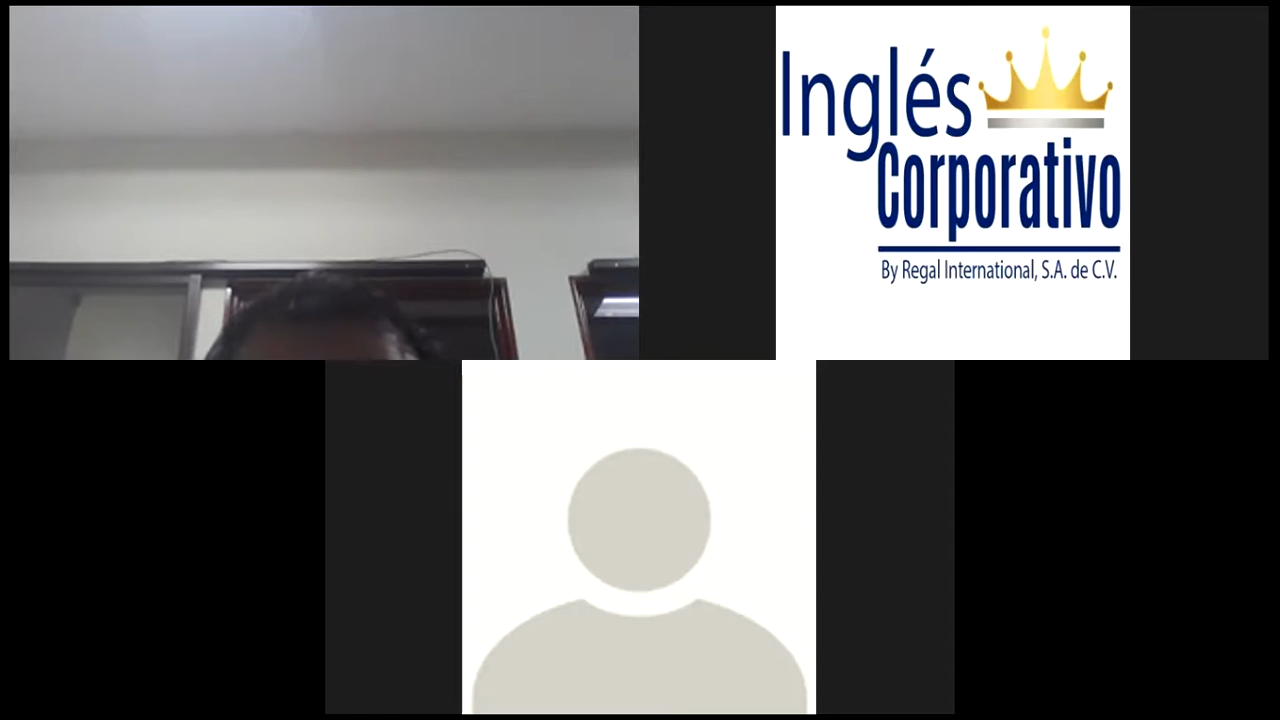 Inglés
Corporativo
By Regal International, S.A. de C.V.